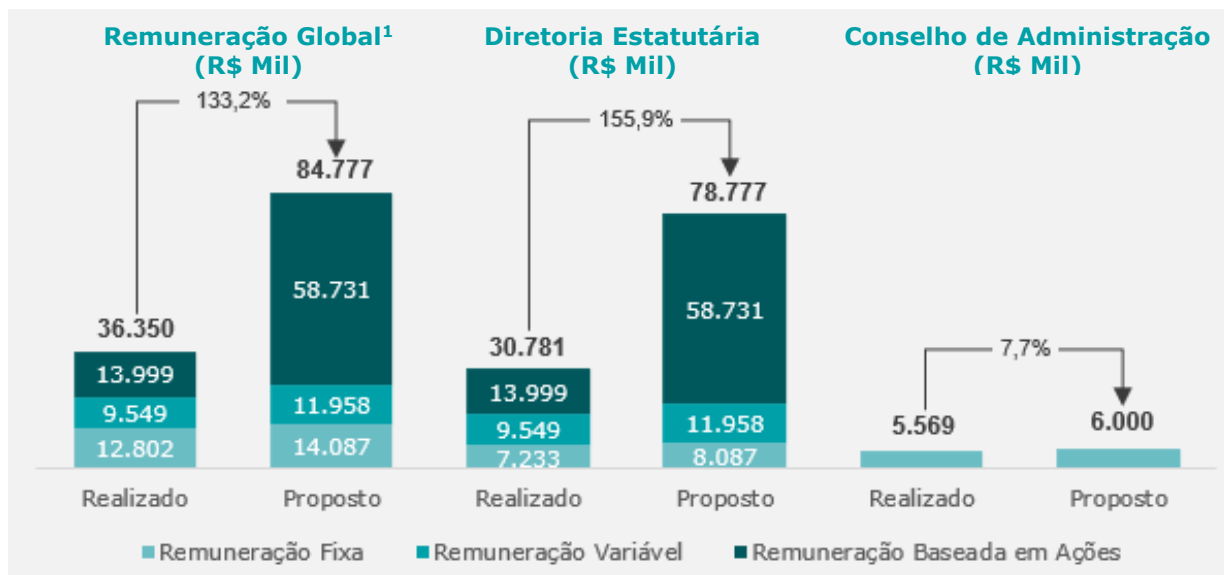 Remuneração Global¹
(R$ Mil)
133,2%
84.777
58.731
36.350
13.999
11.958
9.549
14.087
12.802
Realizado
Proposto
Diretoria Estatutária
(R$ Mil)
155,9%
78.777
58.731
30.781
13.999
11.958
9.549
8.087
7.233
Realizado
Proposto
Conselho de Administração
(R$ Mil)
7,7%
5.569
6.000
Realizado
Proposto
Remuneração Fixa
Remuneração Variável
Remuneração Baseada em Ações